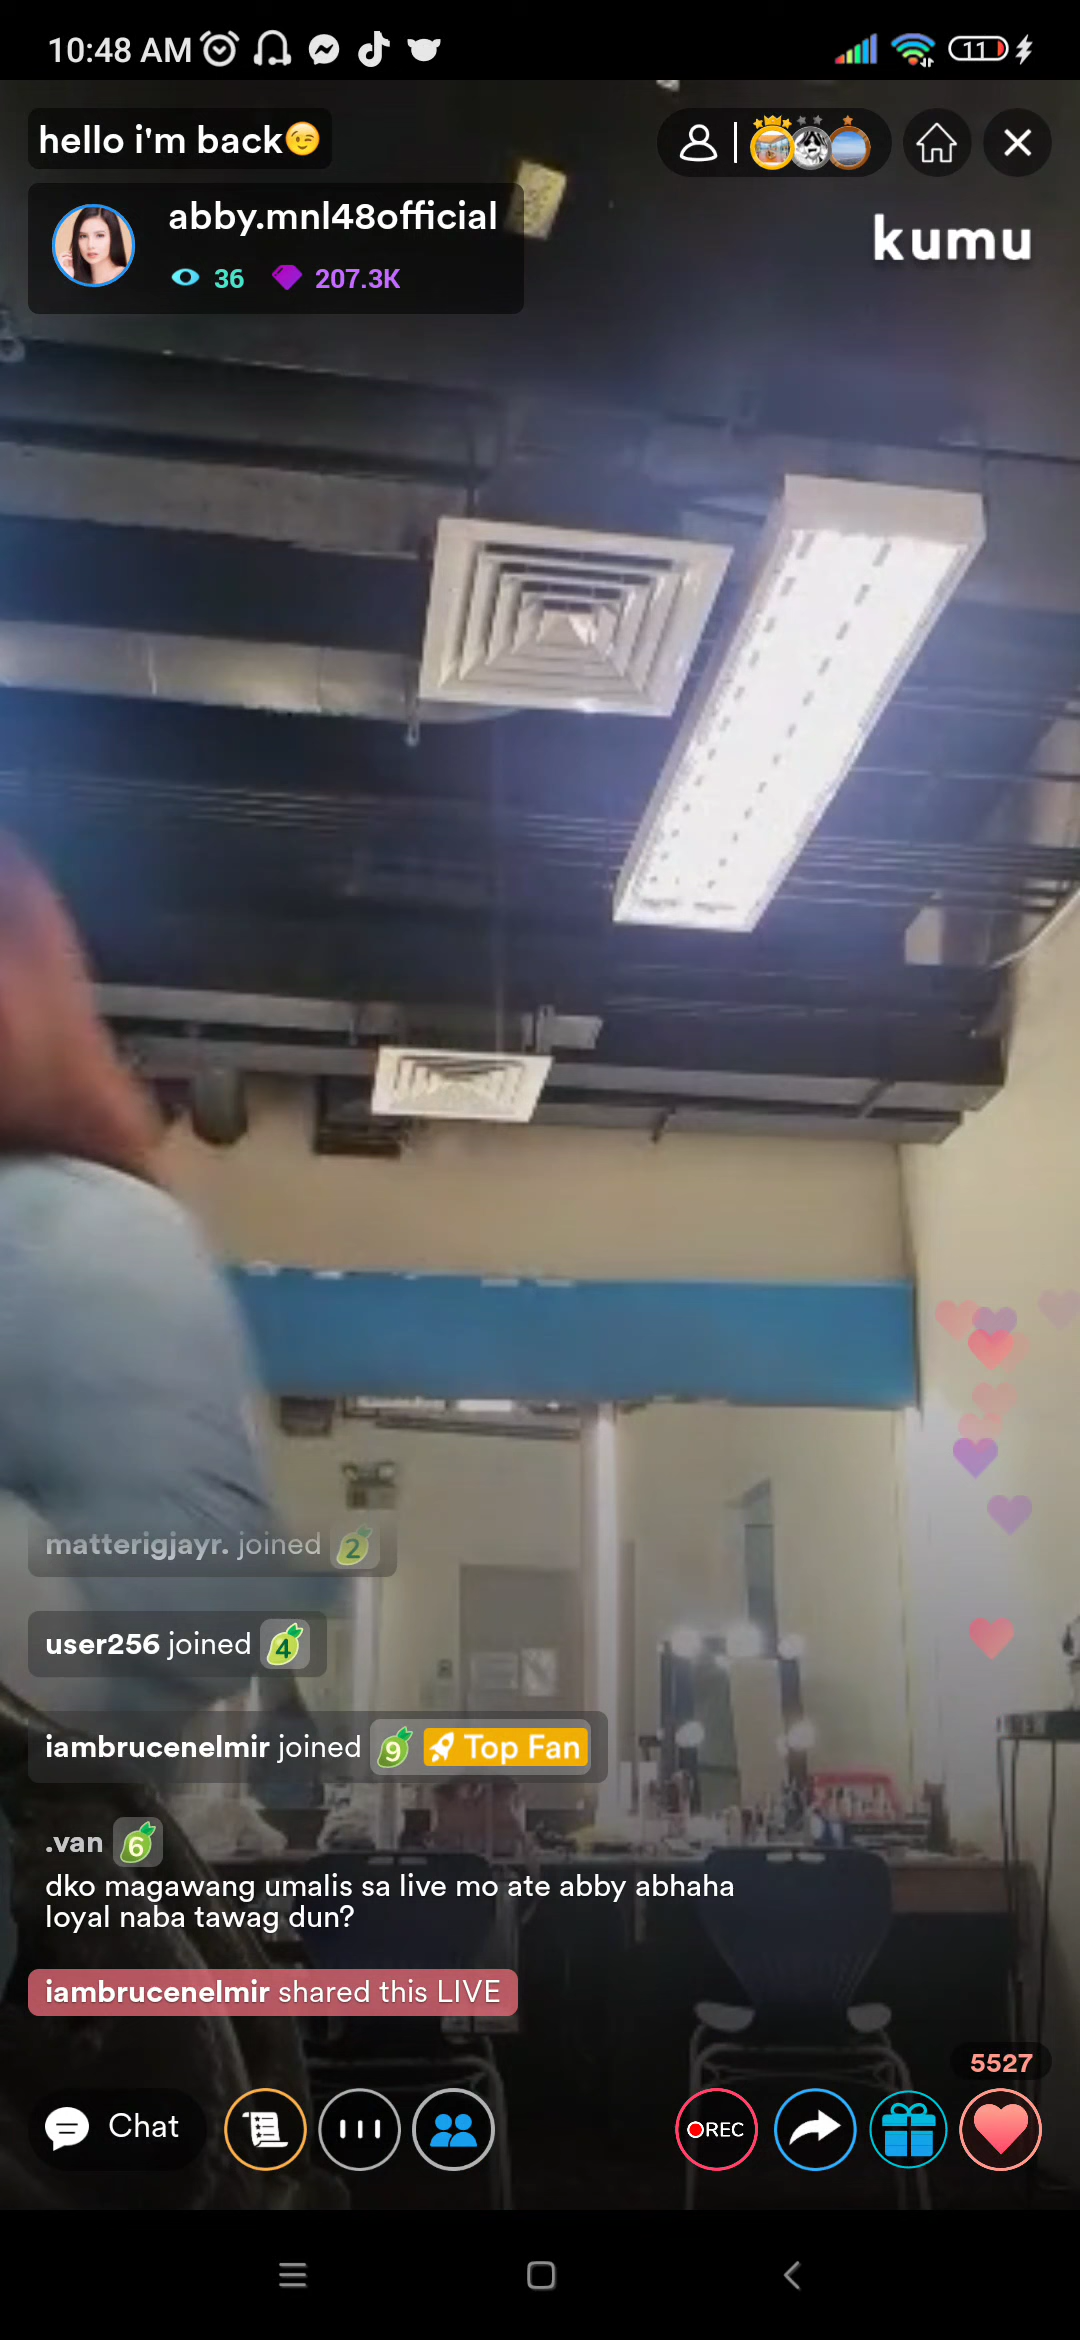 10:48 AM
11
hello i'm back😉
abby.mnl48official
36 207.3K
kumu
matterigjayr. joined 2
user256 joined 4
iambrucenelmir joined 9 Top Fan
.van 6
dko magawang umalis sa live mo ate abby abhaha
loyal naba tawag dun?
iambrucenelmir shared this LIVE
5527
Chat
REC